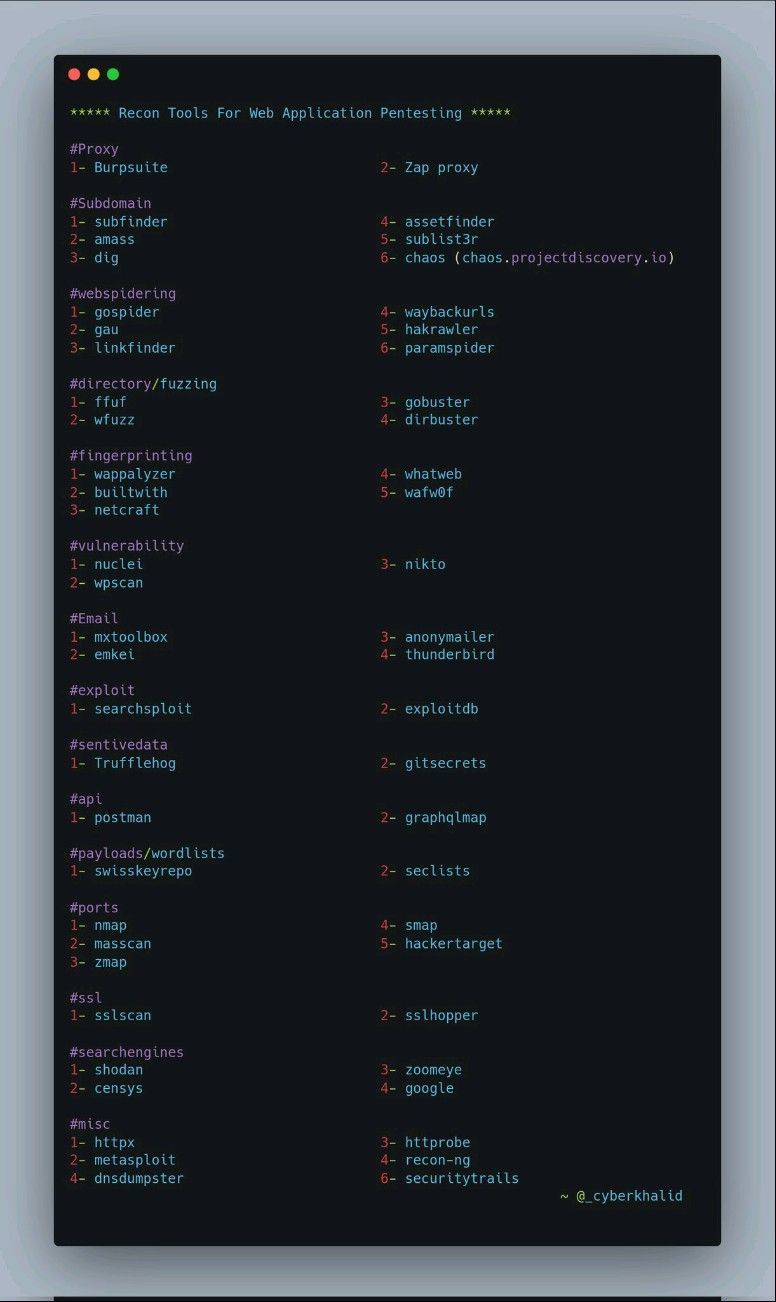 ***** Recon Tools For Web Application Pentesting *****
#Proxy
1- Burpsuite 2- Zap proxy
#Subdomain
1- subfinder 4- assetfinder
2- amass 5- sublist3r
3- dig 6- chaos (chaos.projectdiscovery.io)
#webspidering
1- gospider 4- waybackurls
2- gau 5- hakrawler
3- linkfinder 6- paramspider
#directory/fuzzing
1- ffuf 3- gobuster
2- wfuzz 4- dirbuster
#fingerprinting
1- wappalyzer 4- whatweb
2- builtwith 5- wafw0f
3- netcraft
#vulnerability
1- nuclei 3- nikto
2- wpscan
#Email
1- mxtoolbox 3- anonymailer
2- emkei 4- thunderbird
#exploit
1- searchsploit 2- exploitdb
#sentivedata
1- Trufflehog 2- gitsecrets
#api
1- postman 2- graphqlmap
#payloads/wordlists
1- swisskeyrepo 2- seclists
#ports
1- nmap 4- smap
2- masscan 5- hackertarget
3- zmap
#ssl
1- sslscan 2- sslhopper
#searchengines
1- shodan 3- zoomeye
2- censys 4- google
#misc
1- httpx 3- httprobe
2- metasploit 4- recon-ng
4- dnsdumpster 6- securitytrails
~ @_cyberkhalid